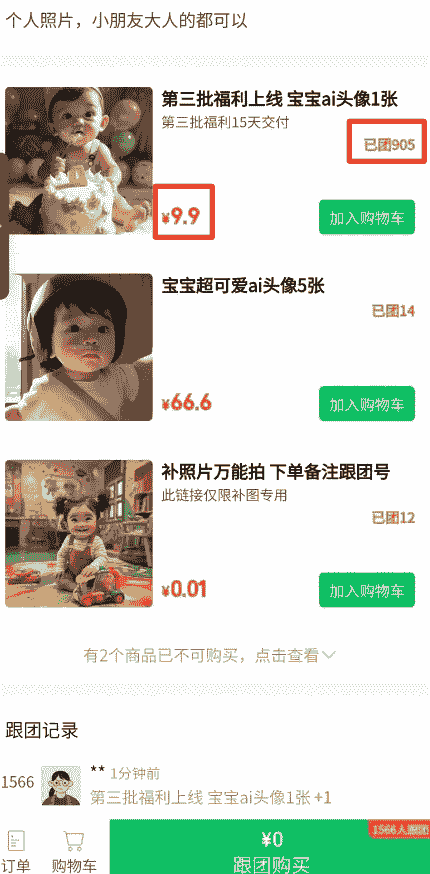 个人照片，小朋友大人的都可以
第三批福利上线 宝宝ai头像1张
第三批福利15天交付
已团905
¥9.9
加入购物车
宝宝超可爱ai头像5张
已团14
¥66.6
加入购物车
补照片万能拍 下单备注跟团号
此链接仅限补图专用
已团12
¥0.01
加入购物车
有2个商品已不可购买，点击查看
跟团记录
1566
** 1分钟前
第三批福利上线 宝宝ai头像1张 +1
1566人跟团
¥0
订单
购物车
跟团购买